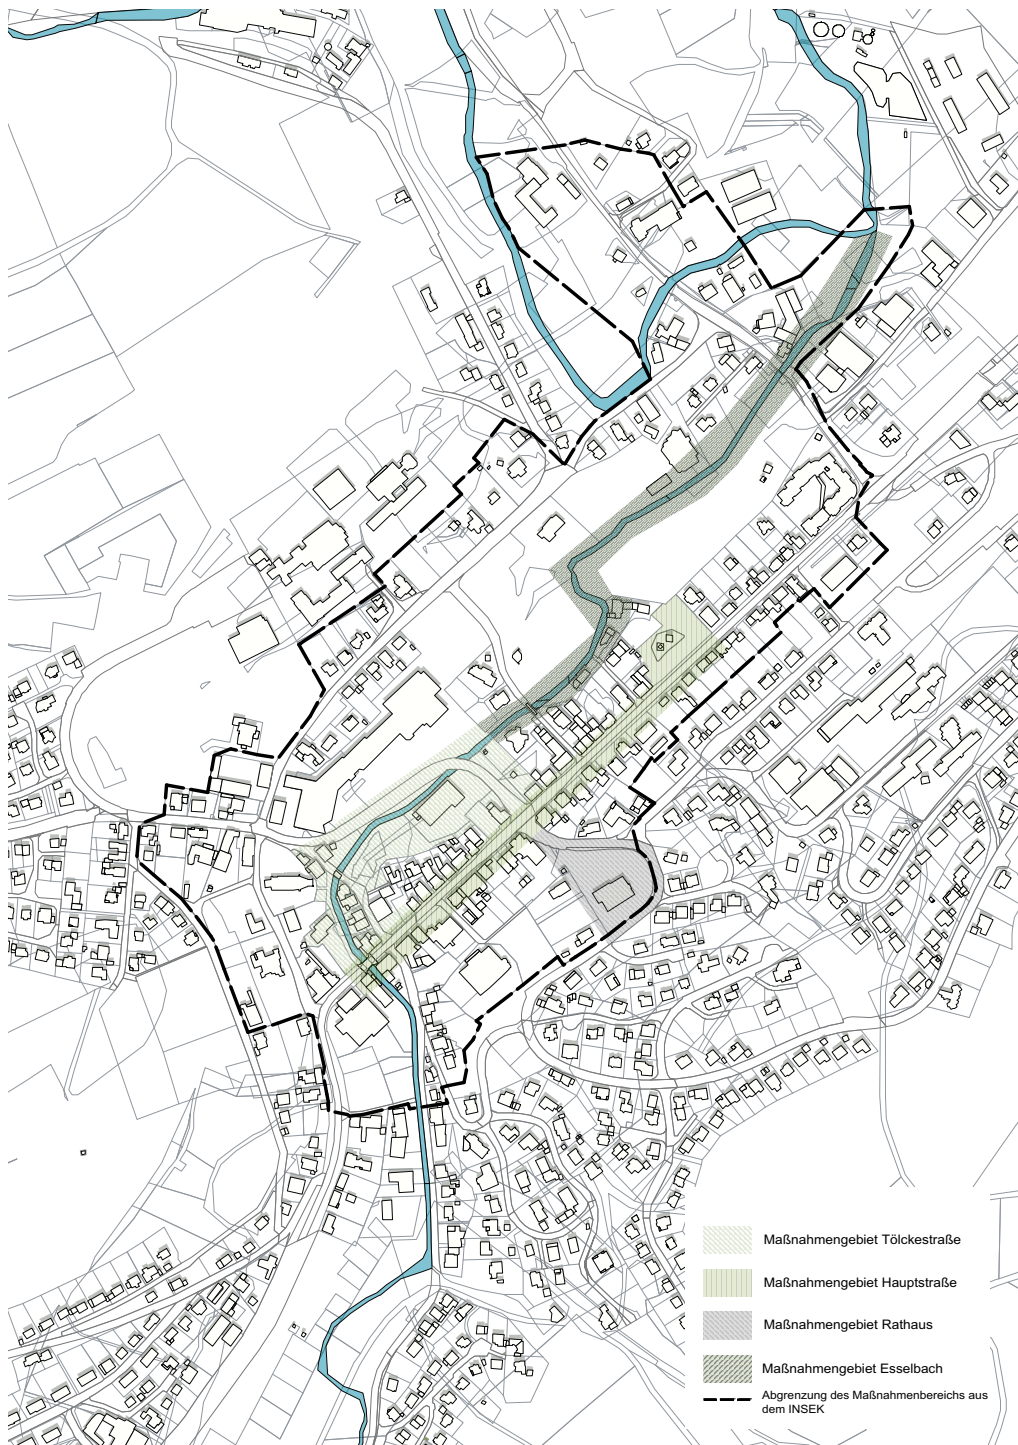 Maßnahmengebiet Tölckestraße
Maßnahmengebiet Hauptstraße
Maßnahmengebiet Rathaus
Maßnahmengebiet Esselbach
Abgrenzung des Maßnahmenbereichs aus
dem INSEK